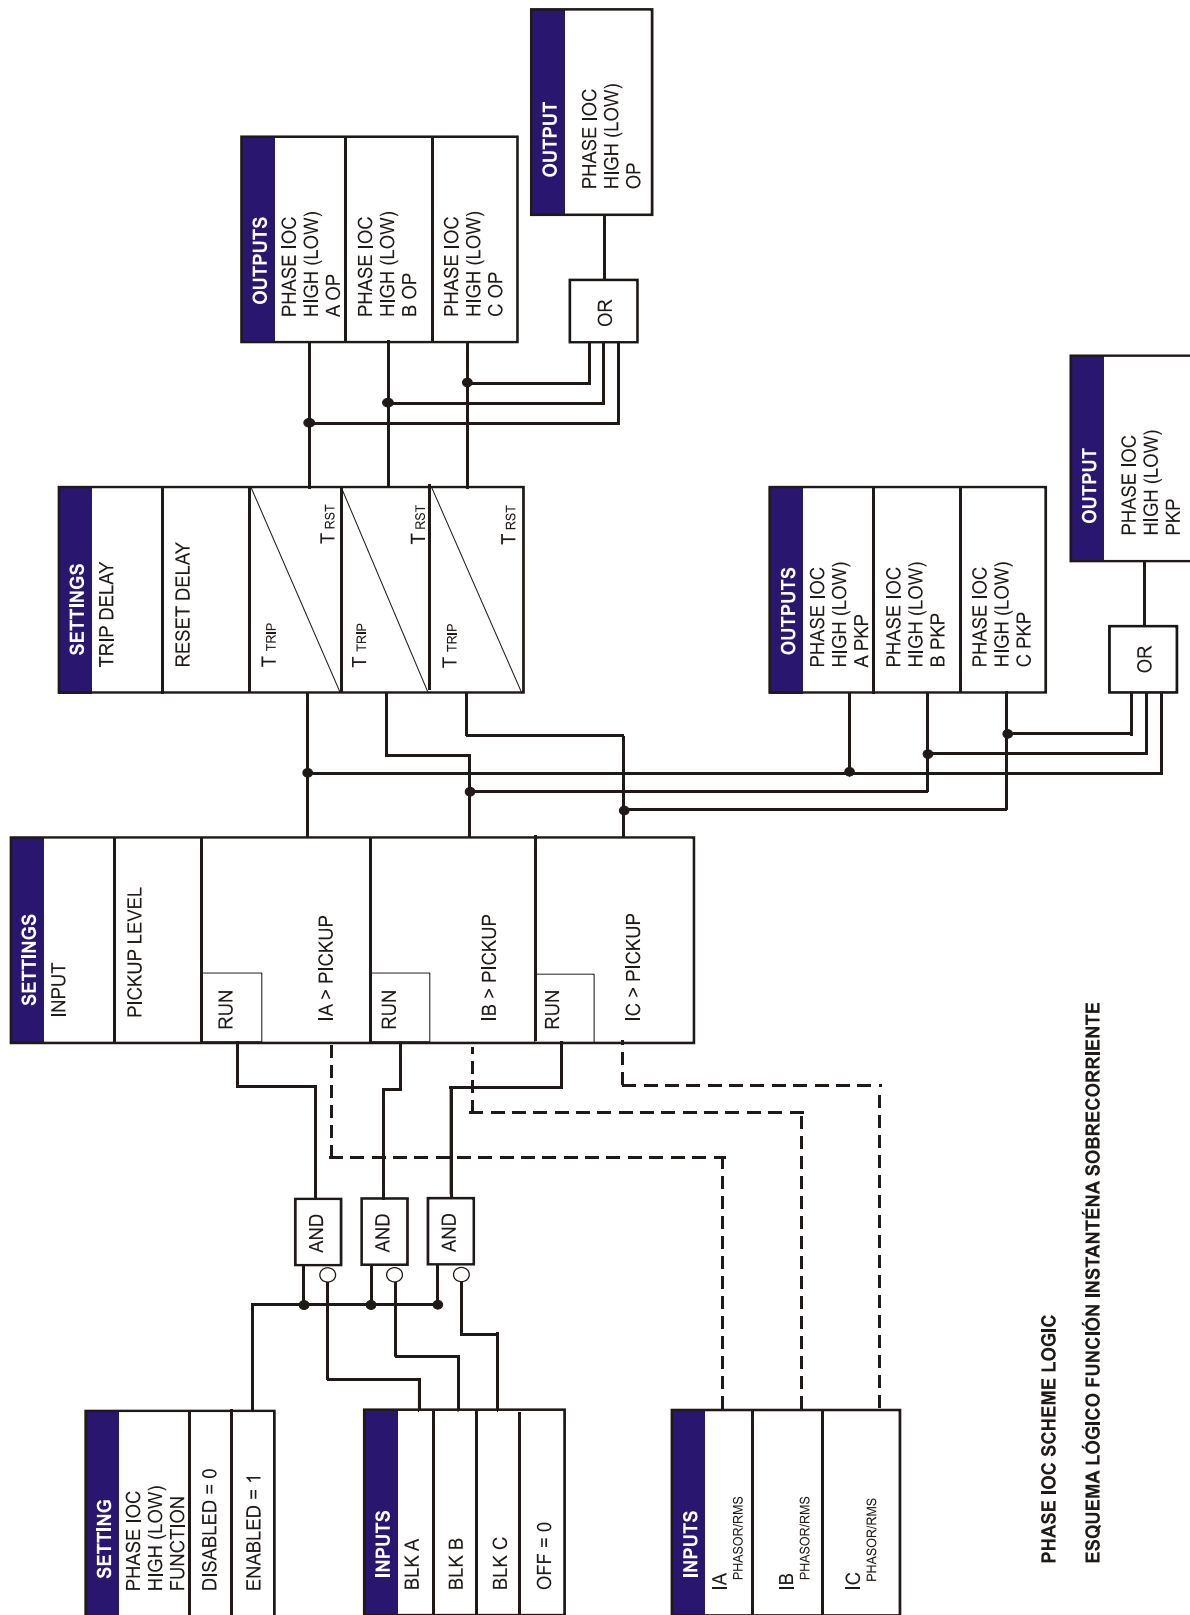 SETTING
PHASE IOC
HIGH (LOW)
FUNCTION
DISABLED = 0
ENABLED = 1
INPUTS
BLK A
BLK B
BLK C
OFF = 0
INPUTS
IA
PHASOR/RMS
IB
PHASOR/RMS
IC
PHASOR/RMS
AND
AND
AND
SETTINGS
INPUT
PICKUP LEVEL
RUN
IA > PICKUP
RUN
IB > PICKUP
RUN
IC > PICKUP
SETTINGS
TRIP DELAY
RESET DELAY
T TRIP
T RST
T TRIP
T RST
T TRIP
T RST
OUTPUTS
PHASE IOC
HIGH (LOW)
A OP
PHASE IOC
HIGH (LOW)
B OP
PHASE IOC
HIGH (LOW)
C OP
OR
OUTPUT
PHASE IOC
HIGH (LOW)
OP
OUTPUTS
PHASE IOC
HIGH (LOW)
A PKP
PHASE IOC
HIGH (LOW)
B PKP
PHASE IOC
HIGH (LOW)
C PKP
OR
OUTPUT
PHASE IOC
HIGH (LOW)
PKP
PHASE IOC SCHEME LOGIC
ESQUEMA LÓGICO FUNCIÓN INSTANTÉNA SOBRECORRIENTE